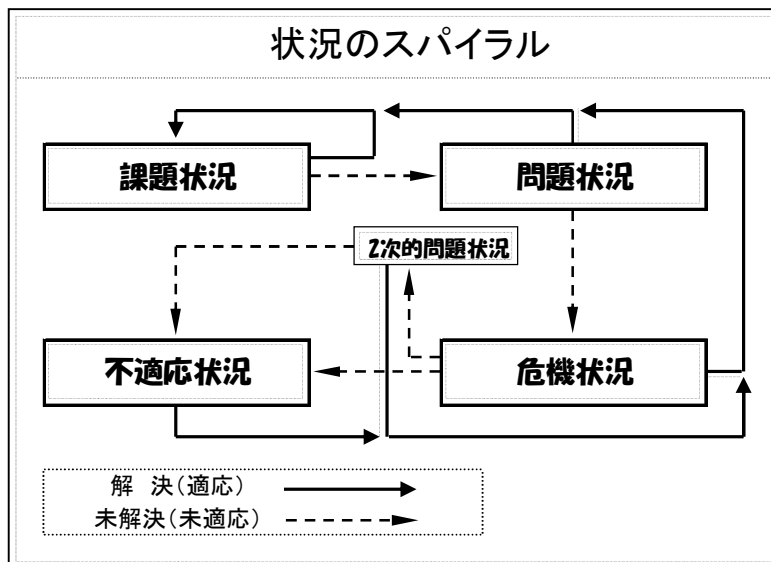 状況のスパイラル
課題状況
問題状況
2次的問題状況
不適応状況
危機状況
解　決(適応)
未解決(未適応)